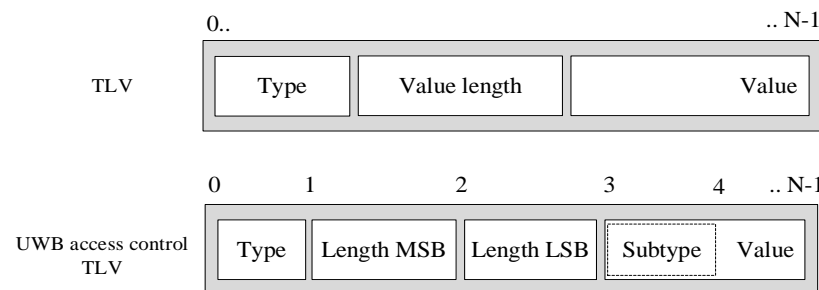 0.. .. N-1
TLV Type Value length Value
0 1 2 3 4 .. N-1
UWB access control
TLV
Type Length MSB Length LSB Subtype Value